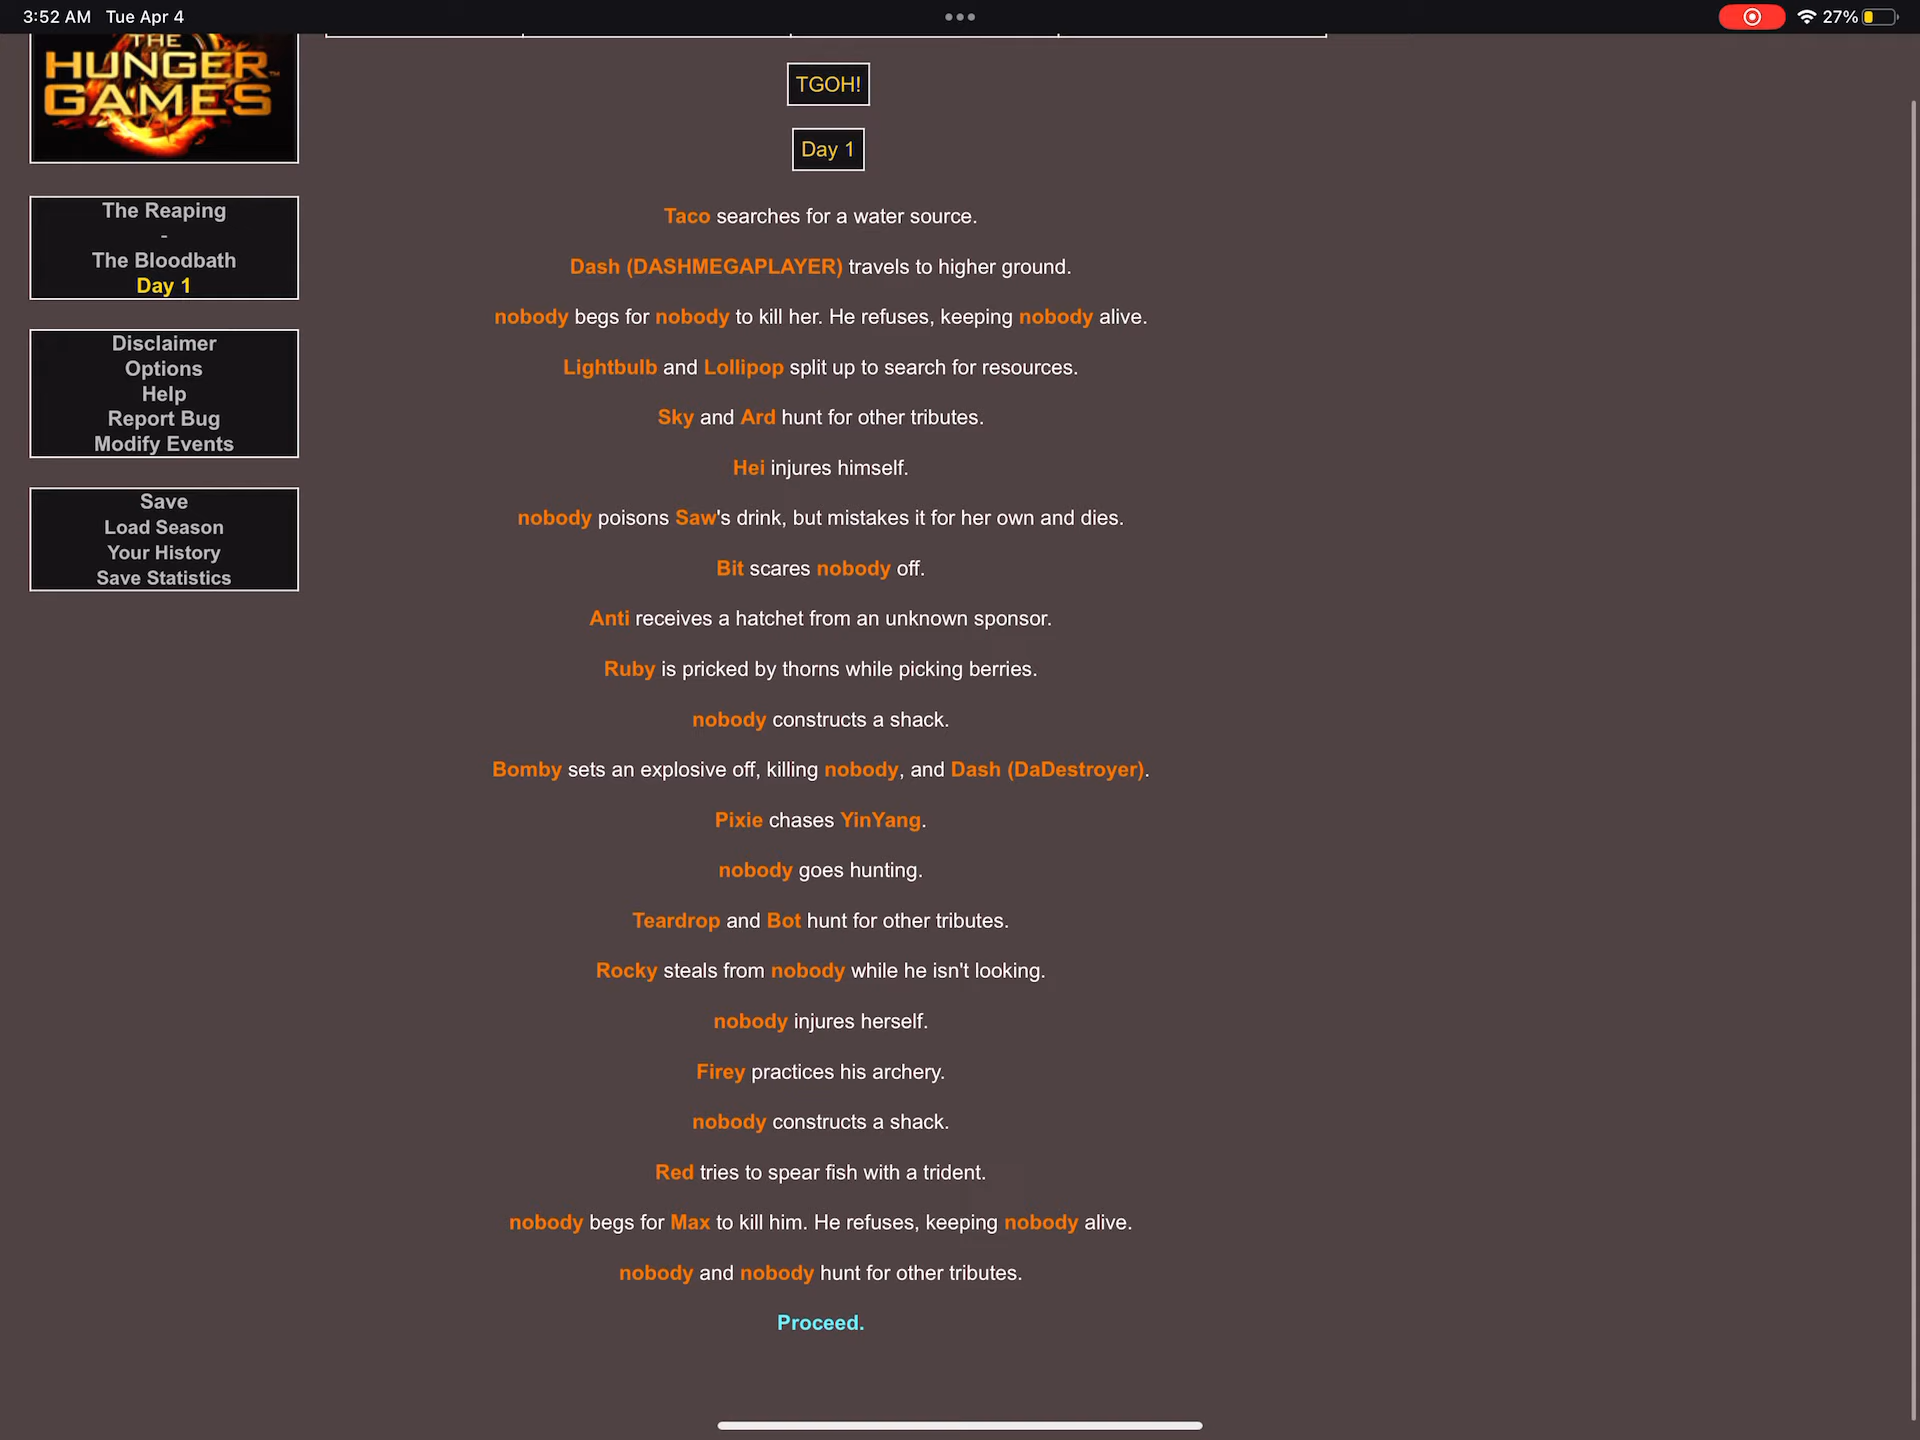 3:52 AM Tue Apr 4
27%
THE
HUNGER
GAMES
The Reaping
-
The Bloodbath
Day 1
Disclaimer
Options
Help
Report Bug
Modify Events
Save
Load Season
Your History
Save Statistics
TGOH!
Day 1
Taco searches for a water source.
Dash (DASHMEGAPLAYER) travels to higher ground.
nobody begs for nobody to kill her. He refuses, keeping nobody alive.
Lightbulb and Lollipop split up to search for resources.
Sky and Ard hunt for other tributes.
Hei injures himself.
nobody poisons Saw's drink, but mistakes it for her own and dies.
Bit scares nobody off.
Anti receives a hatchet from an unknown sponsor.
Ruby is pricked by thorns while picking berries.
nobody constructs a shack.
Bomby sets an explosive off, killing nobody, and Dash (DaDestroyer).
Pixie chases YinYang.
nobody goes hunting.
Teardrop and Bot hunt for other tributes.
Rocky steals from nobody while he isn't looking.
nobody injures herself.
Firey practices his archery.
nobody constructs a shack.
Red tries to spear fish with a trident.
nobody begs for Max to kill him. He refuses, keeping nobody alive.
nobody and nobody hunt for other tributes.
Proceed.